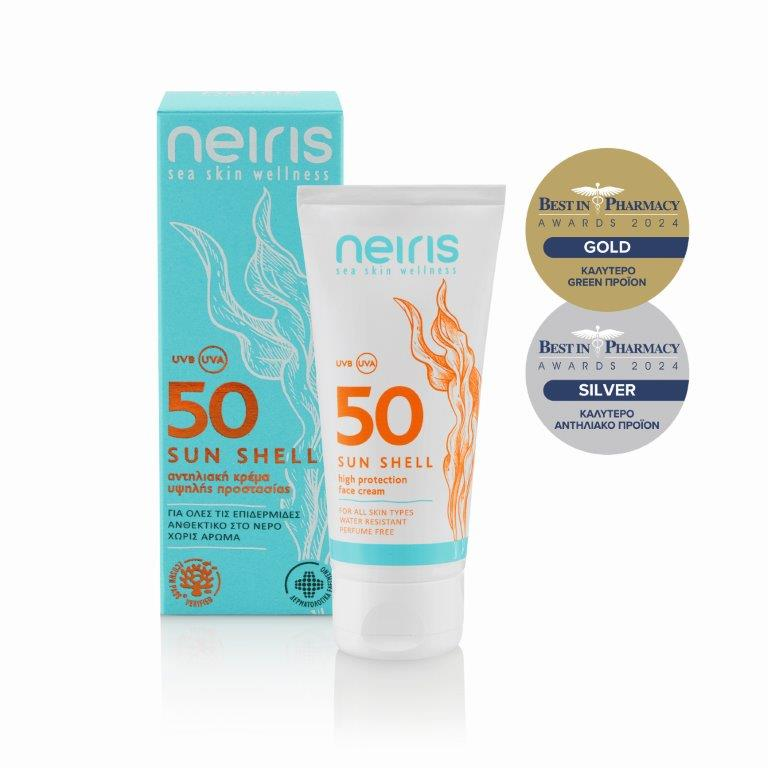 neiris
sea skin wellness
UVB UVA
50
SUN SHELL
αντηλιακή κρέμα
υψηλής προστασίας
ΓΙΑ ΟΛΕΣ ΤΙΣ ΕΠΙΔΕΡΜΙΔΕΣ
ΑΝΘΕΚΤΙΚΟ ΣΤΟ ΝΕΡΟ
ΧΩΡΙΣ ΑΡΩΜΑ
VERIFIED
neiris
sea skin wellness
UVB UVA
50
SUN SHELL
high protection
face cream
FOR ALL SKIN TYPES
WATER RESISTANT
PERFUME FREE
BEST IN PHARMACY
AWARDS 2024
GOLD
ΚΑΛΥΤΕΡΟ
GREEN ΠΡΟΪΟΝ
BEST IN PHARMACY
AWARDS 2024
SILVER
ΚΑΛΥΤΕΡΟ
ΑΝΤΗΛΙΑΚΟ ΠΡΟΪΟΝ